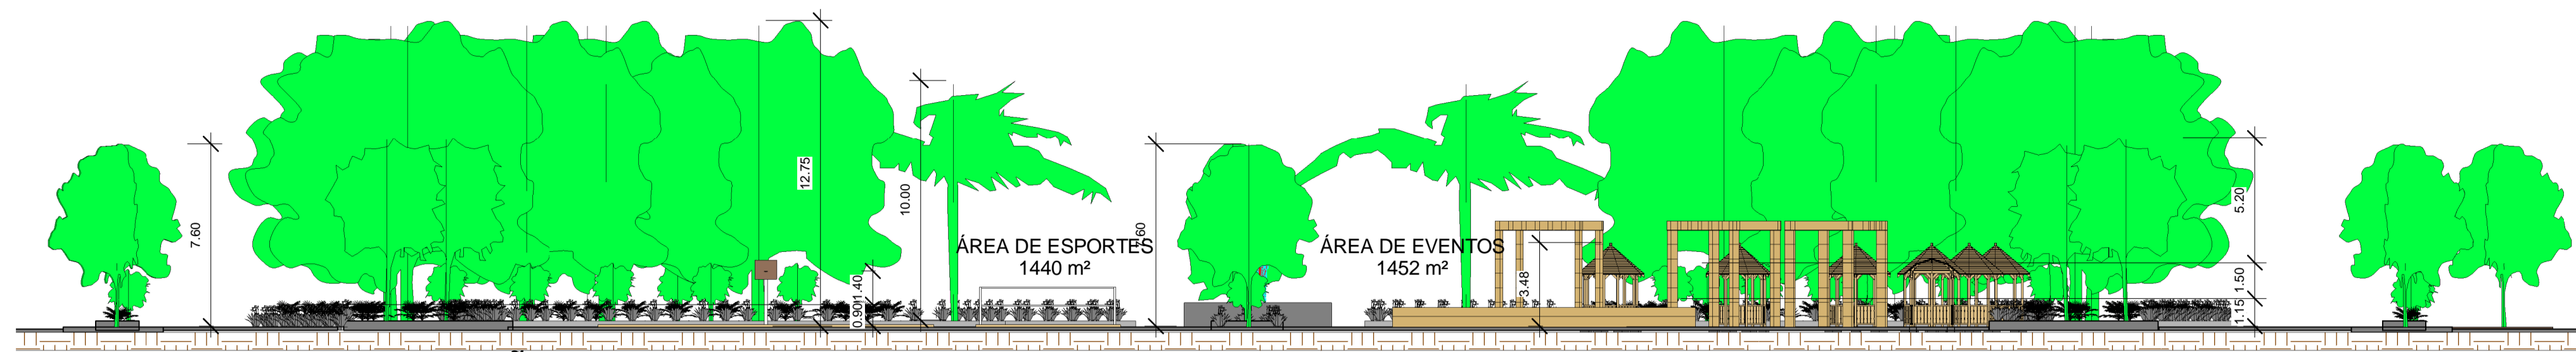 7.60
12.75
10.00
0.90
1.40
ÁREA DE ESPORTES
1440 m²
.60
ÁREA DE EVENTOS
1452 m²
3.48
5.20
1.50
1.15